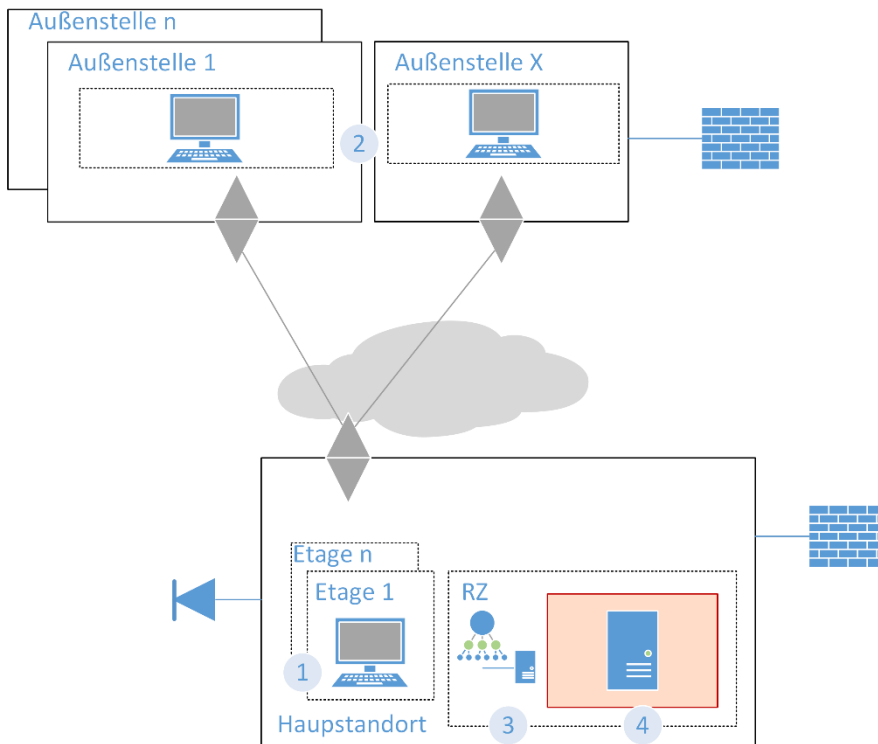 Außenstelle n
Außenstelle 1
Außenstelle X
2
Etage n
Etage 1
RZ
1
Haupstandort
3
4